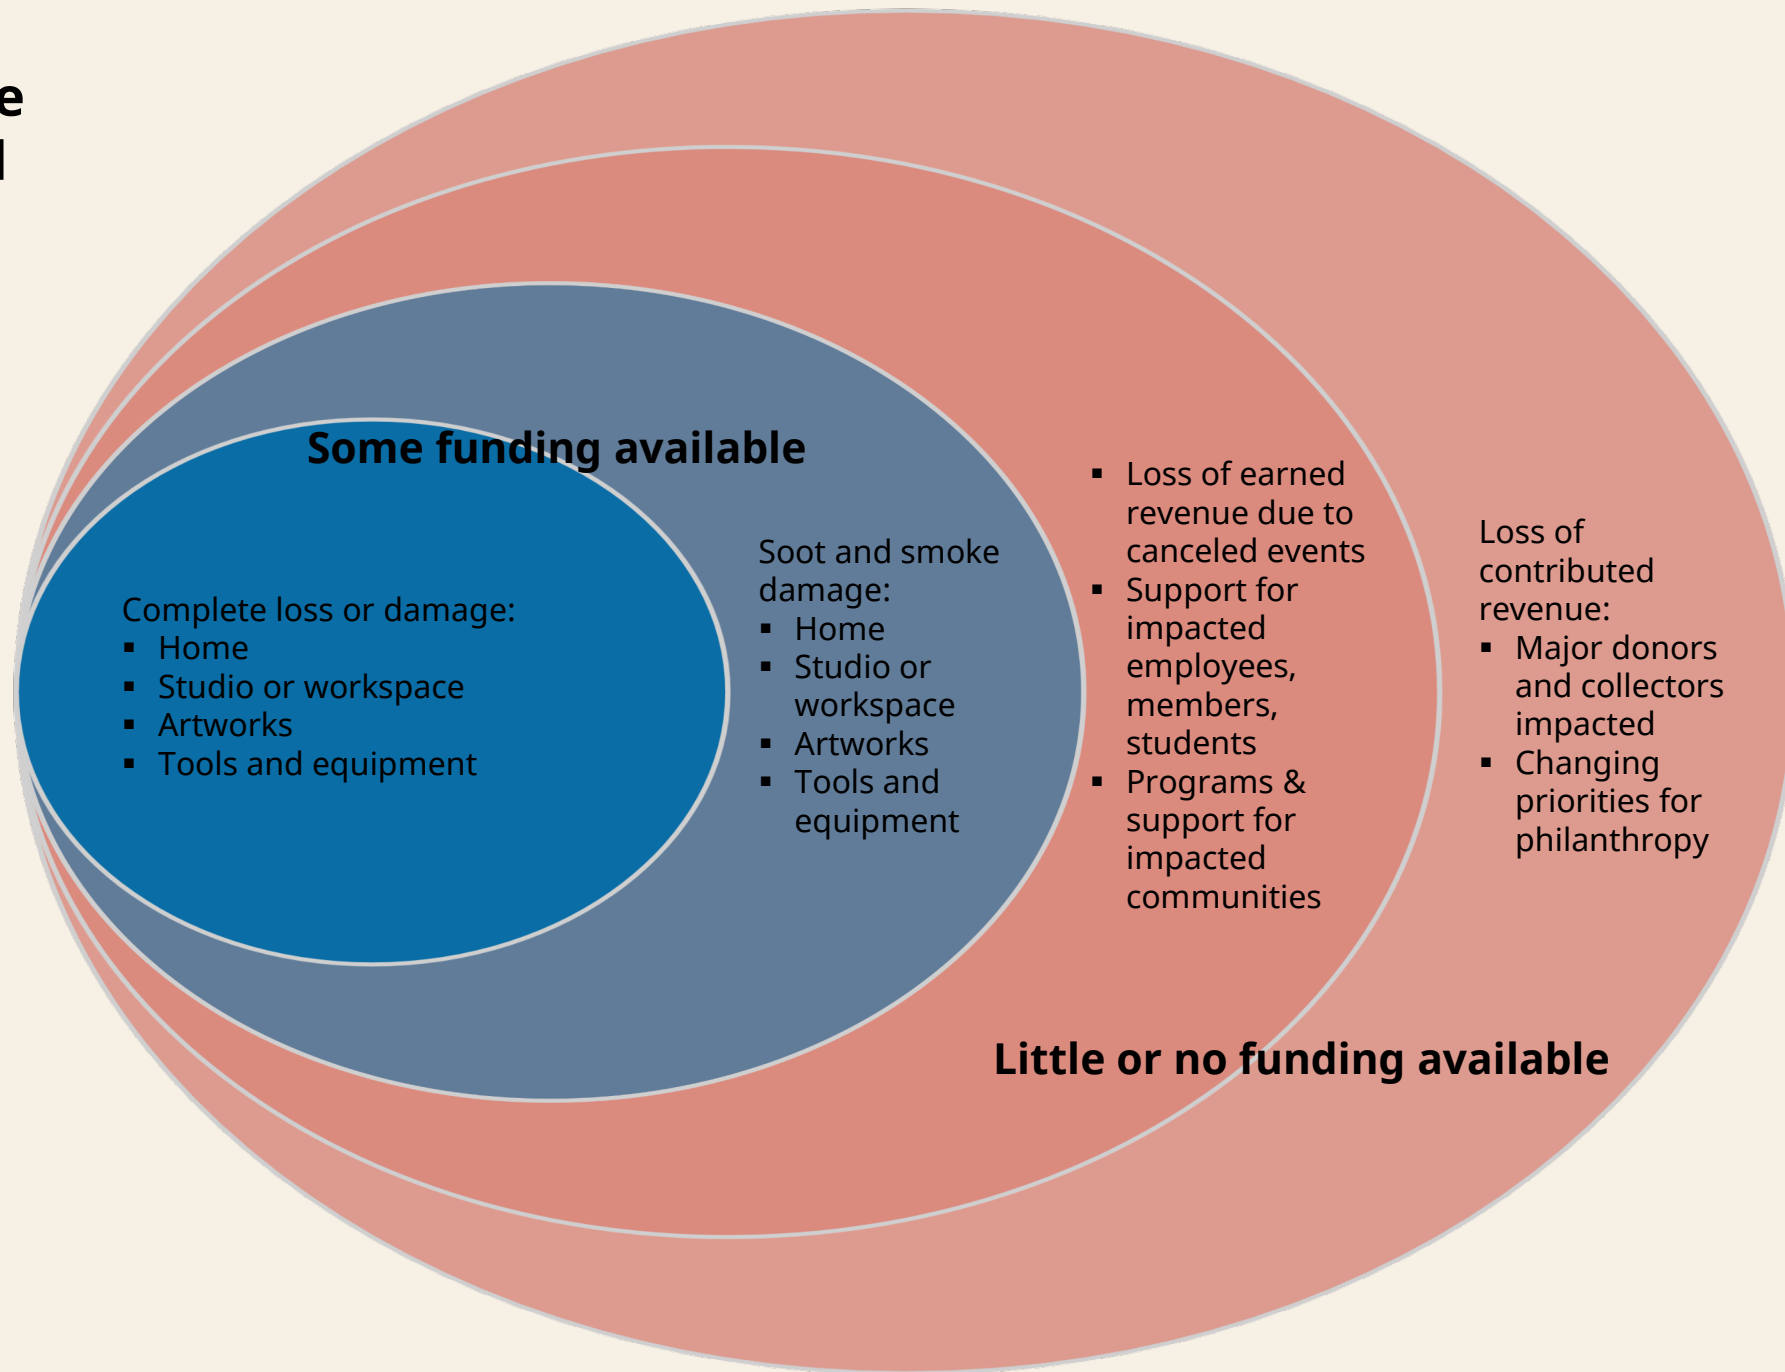 Some funding available
Complete loss or damage:
▪ Home
▪ Studio or workspace
▪ Artworks
▪ Tools and equipment
Soot and smoke
damage:
▪ Home
▪ Studio or
workspace
▪ Artworks
▪ Tools and
equipment
▪ Loss of earned
revenue due to
canceled events
▪ Support for
impacted
employees,
members,
students
▪ Programs &
support for
impacted
communities
Loss of
contributed
revenue:
▪ Major donors
and collectors
impacted
▪ Changing
priorities for
philanthropy
Little or no funding available